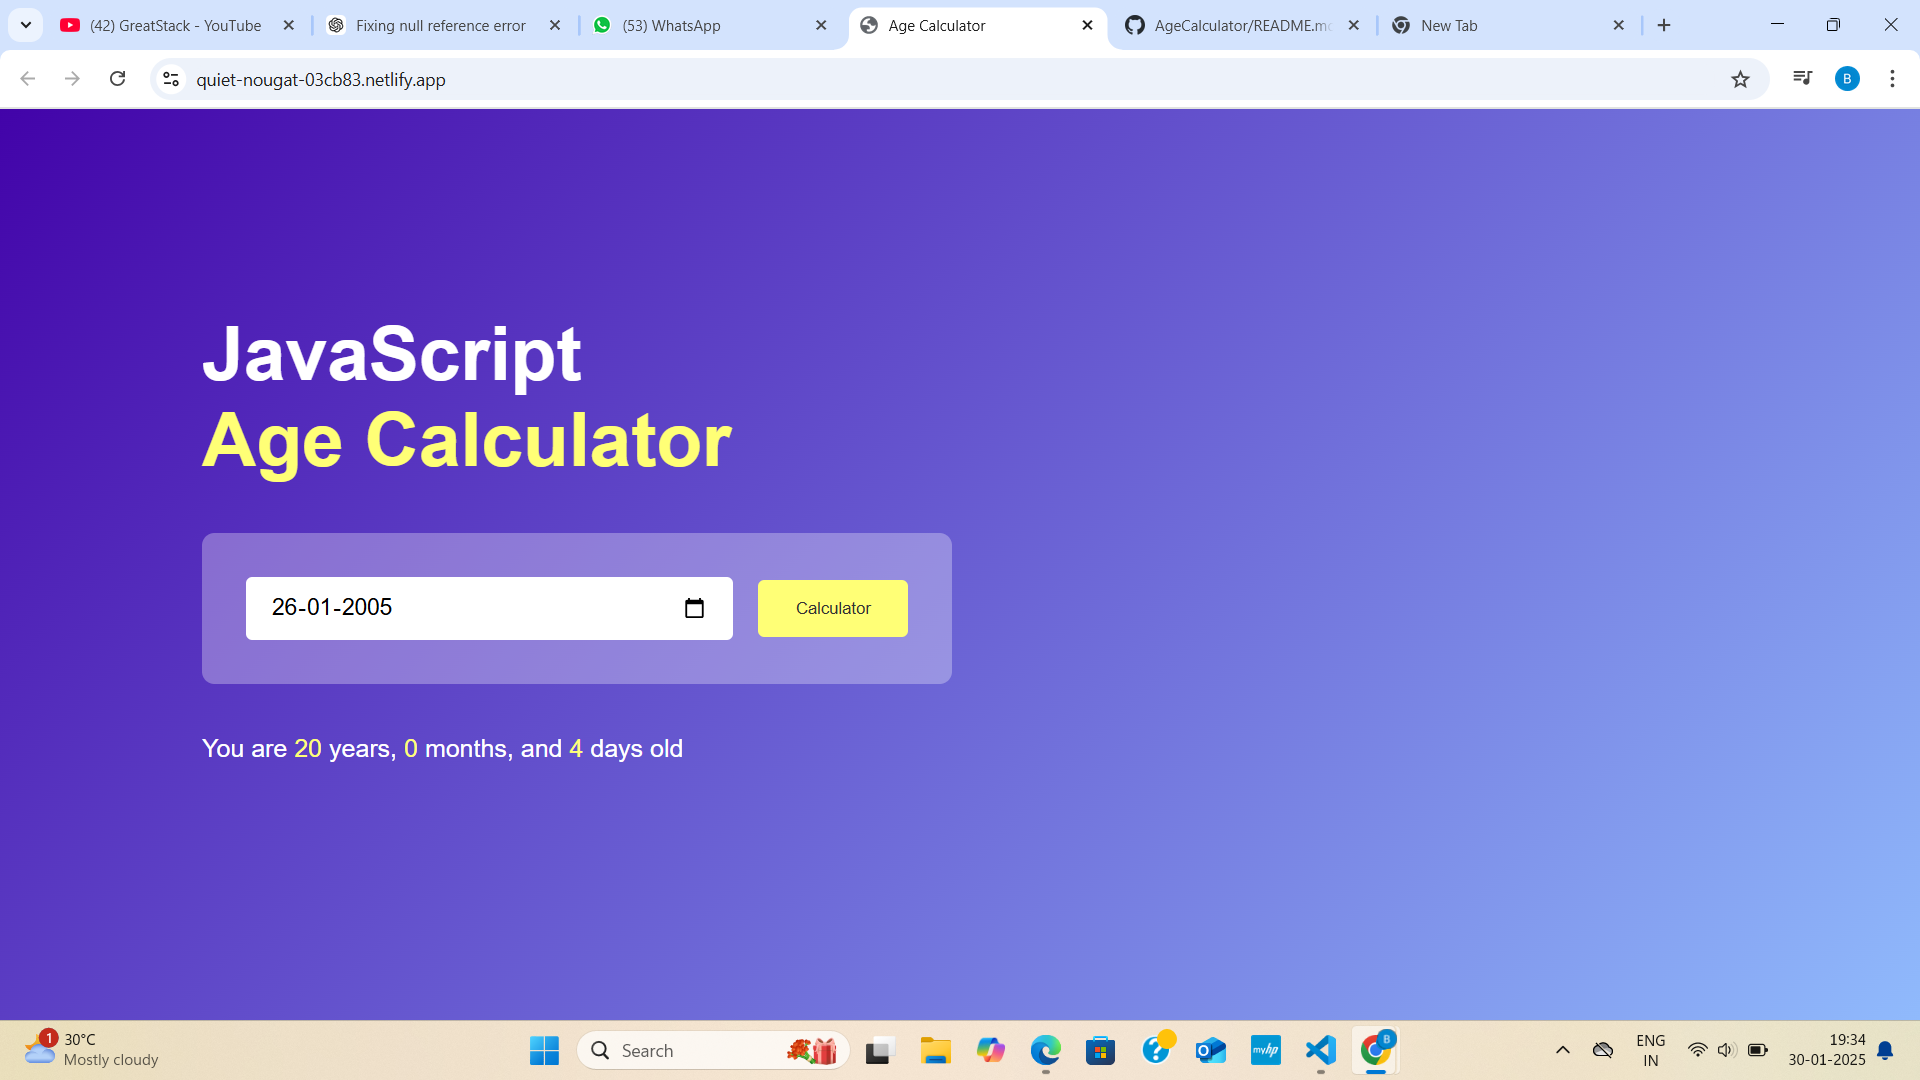 (42) GreatStack - YouTube
Fixing null reference error
(53) WhatsApp
Age Calculator
AgeCalculator/README.md
New Tab
quiet-nougat-03cb83.netlify.app
B
JavaScript
Age Calculator
26-01-2005
Calculator
You are 20 years, 0 months, and 4 days old
1
30°C
Mostly cloudy
Search
myhp
B
ENG
IN
19:34
30-01-2025